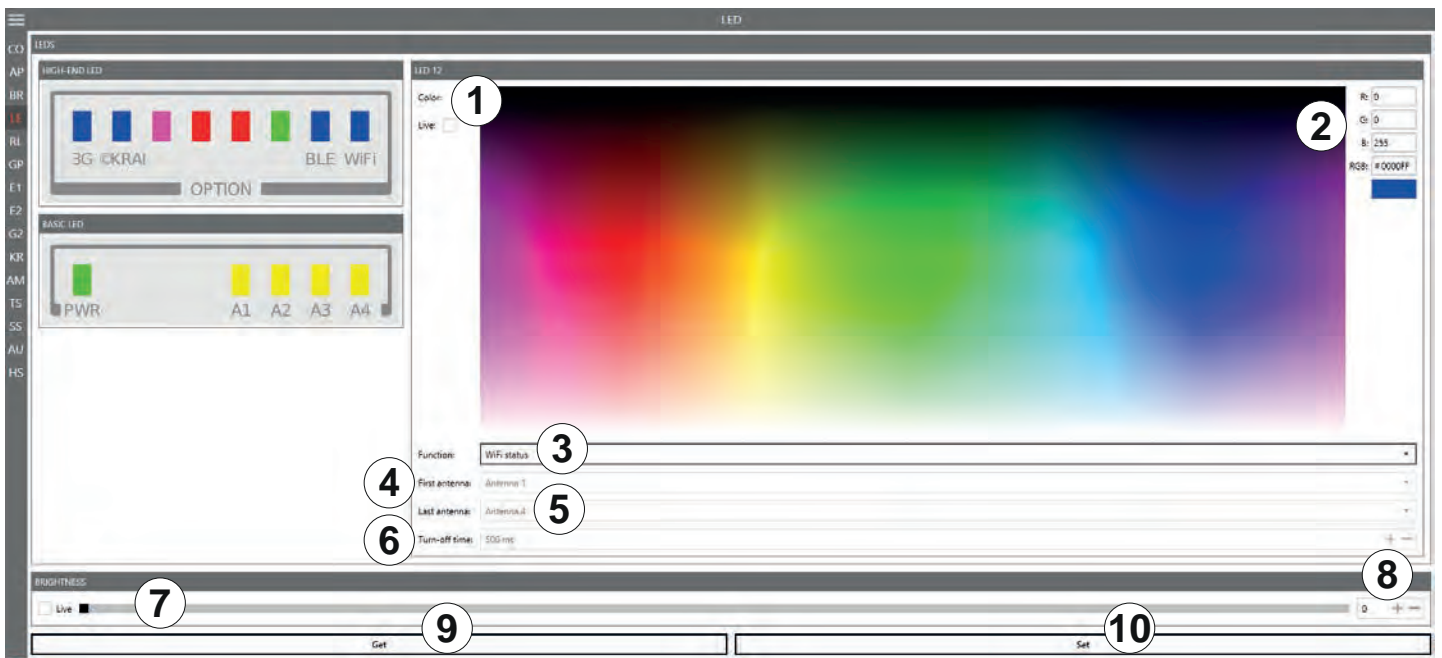 LED
CO
AP
BR
LE
RL
GP
E1
E2
G2
KR
AM
TS
SS
AU
HS
LEDS
HIGH-END LED
3G ©KRAI BLE WiFi
OPTION
BASIC LED
PWR A1 A2 A3 A4
LED 12
Color: 1
Live:
2
R: 0
G: 0
B: 255
RGB: #0000FF
Function: WiFi status 3
4 First antenna: Antenna 1
Last antenna: Antenna 4 5
6 Turn-off time: 500 ms + −
BRIGHTNESS
8
Live 7 0 + −
Get 9
Set 10